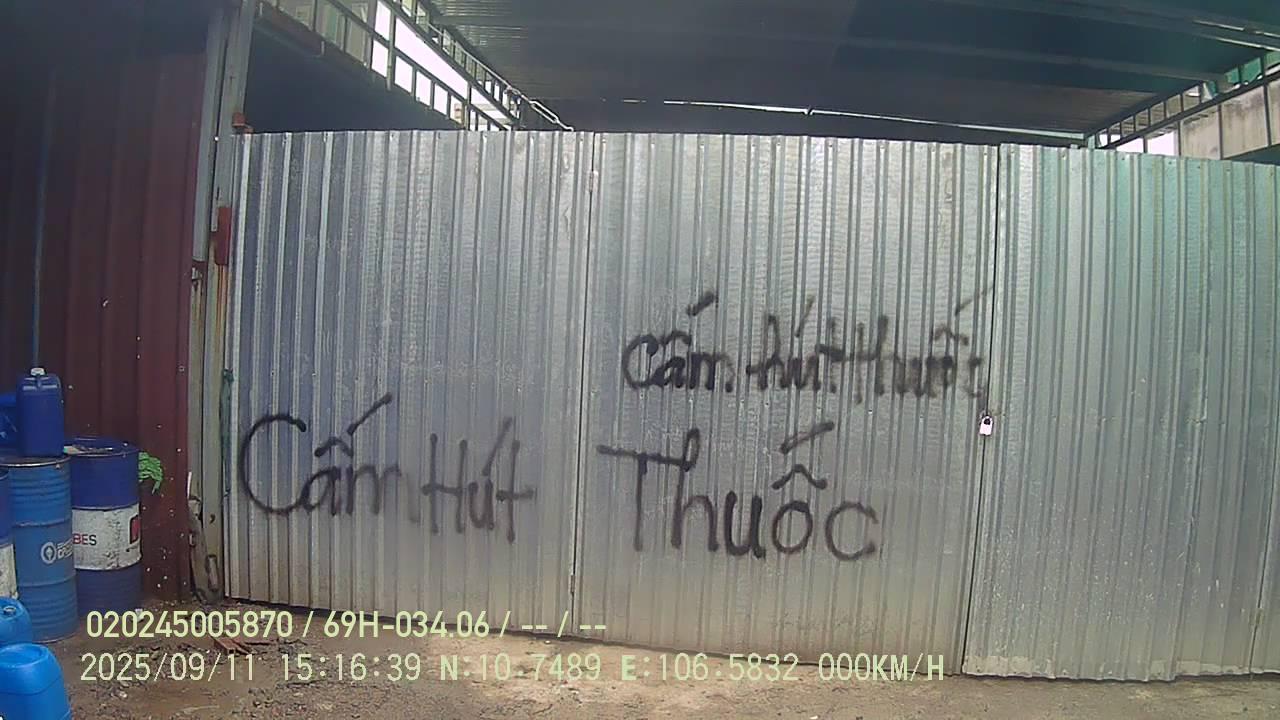 cấm hút thuốc
Cấm Hút Thuốc
BES
020245005870 / 69H-034.06 / -- / --
2025/09/11 15:16:39 N:10.7489 E:106.5832 000KM/H